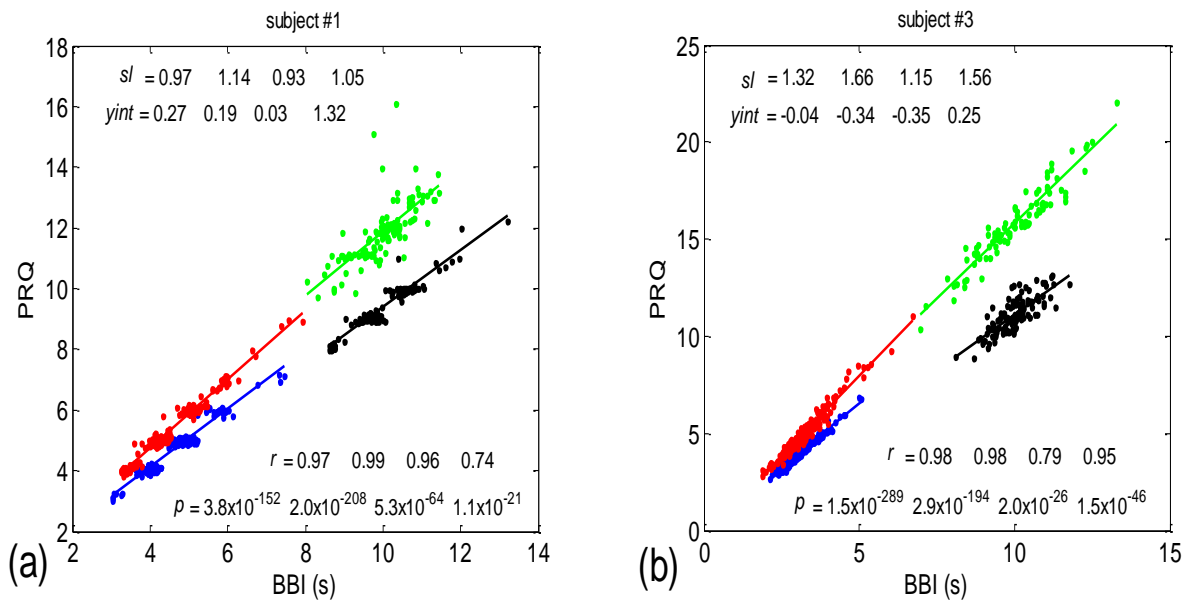 subject #1
18
16
14
12
10
8
6
4
2
PRQ
sl = 0.97 1.14 0.93 1.05
yint = 0.27 0.19 0.03 1.32
r = 0.97 0.99 0.96 0.74
p = 3.8x10^-152 2.0x10^-208 5.3x10^-64 1.1x10^-21
2 4 6 8 10 12 14
BBI (s)
(a)
subject #3
25
20
15
10
5
0
PRQ
sl = 1.32 1.66 1.15 1.56
yint = -0.04 -0.34 -0.35 0.25
r = 0.98 0.98 0.79 0.95
p = 1.5x10^-289 2.9x10^-194 2.0x10^-26 1.5x10^-46
0 5 10 15
BBI (s)
(b)